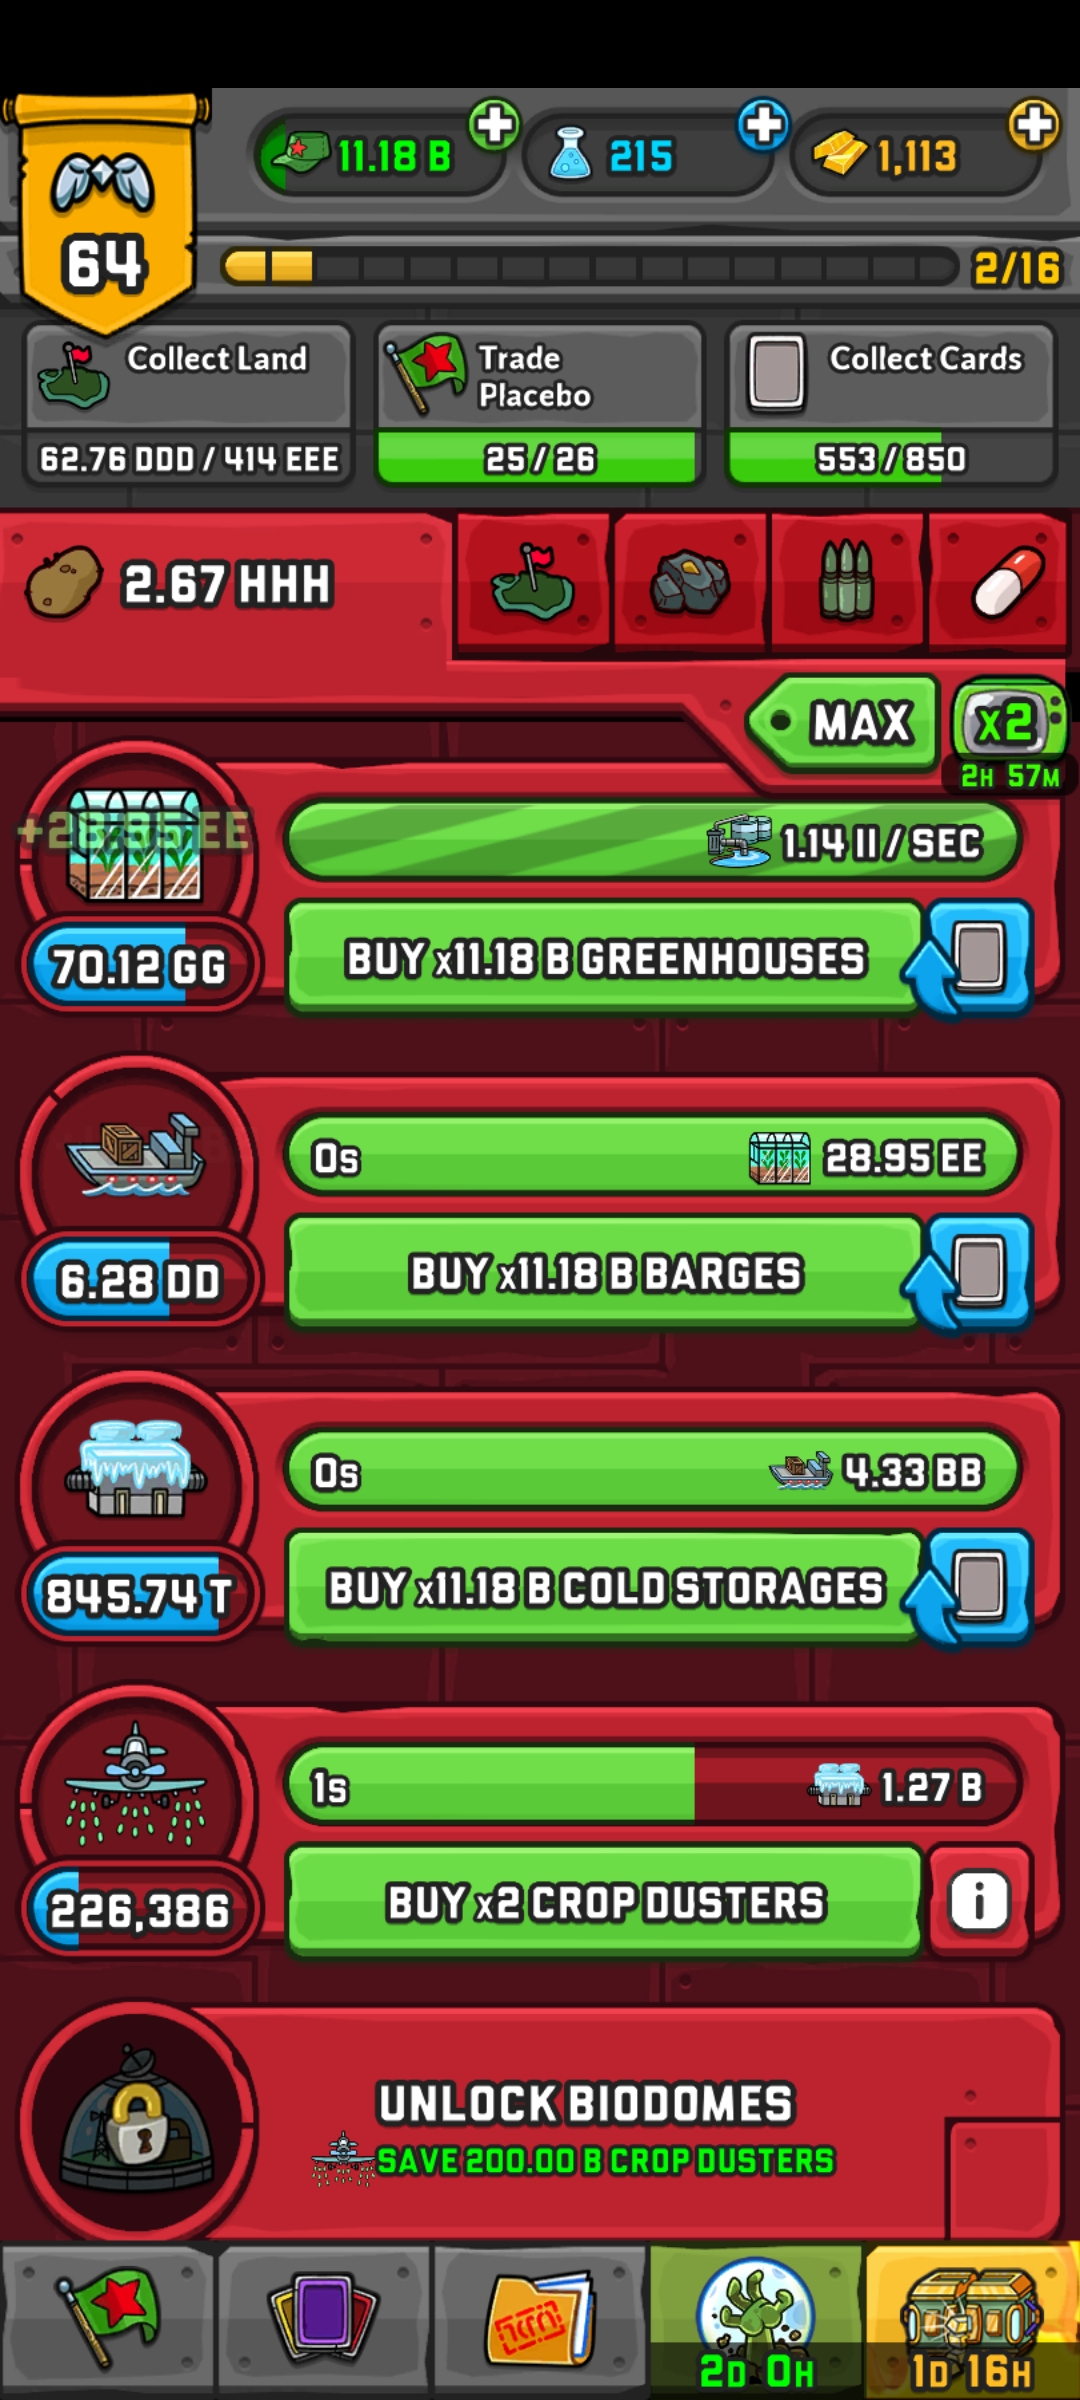 11.18 B
215
1,113
64
2/16
Collect Land
62.76 DDD / 414 EEE
Trade
Placebo
25 / 26
Collect Cards
553 / 850
2.67 HHH
MAX
x2
2H 57M
+28.95 EE
1.14 II / SEC
70.12 GG
BUY x11.18 B GREENHOUSES
0s
28.95 EE
6.28 DD
BUY x11.18 B BARGES
0s
4.33 BB
845.74 T
BUY x11.18 B COLD STORAGES
1s
1.27 B
226,386
BUY x2 CROP DUSTERS
i
UNLOCK BIODOMES
SAVE 200.00 B CROP DUSTERS
2D 0H
1D 16H